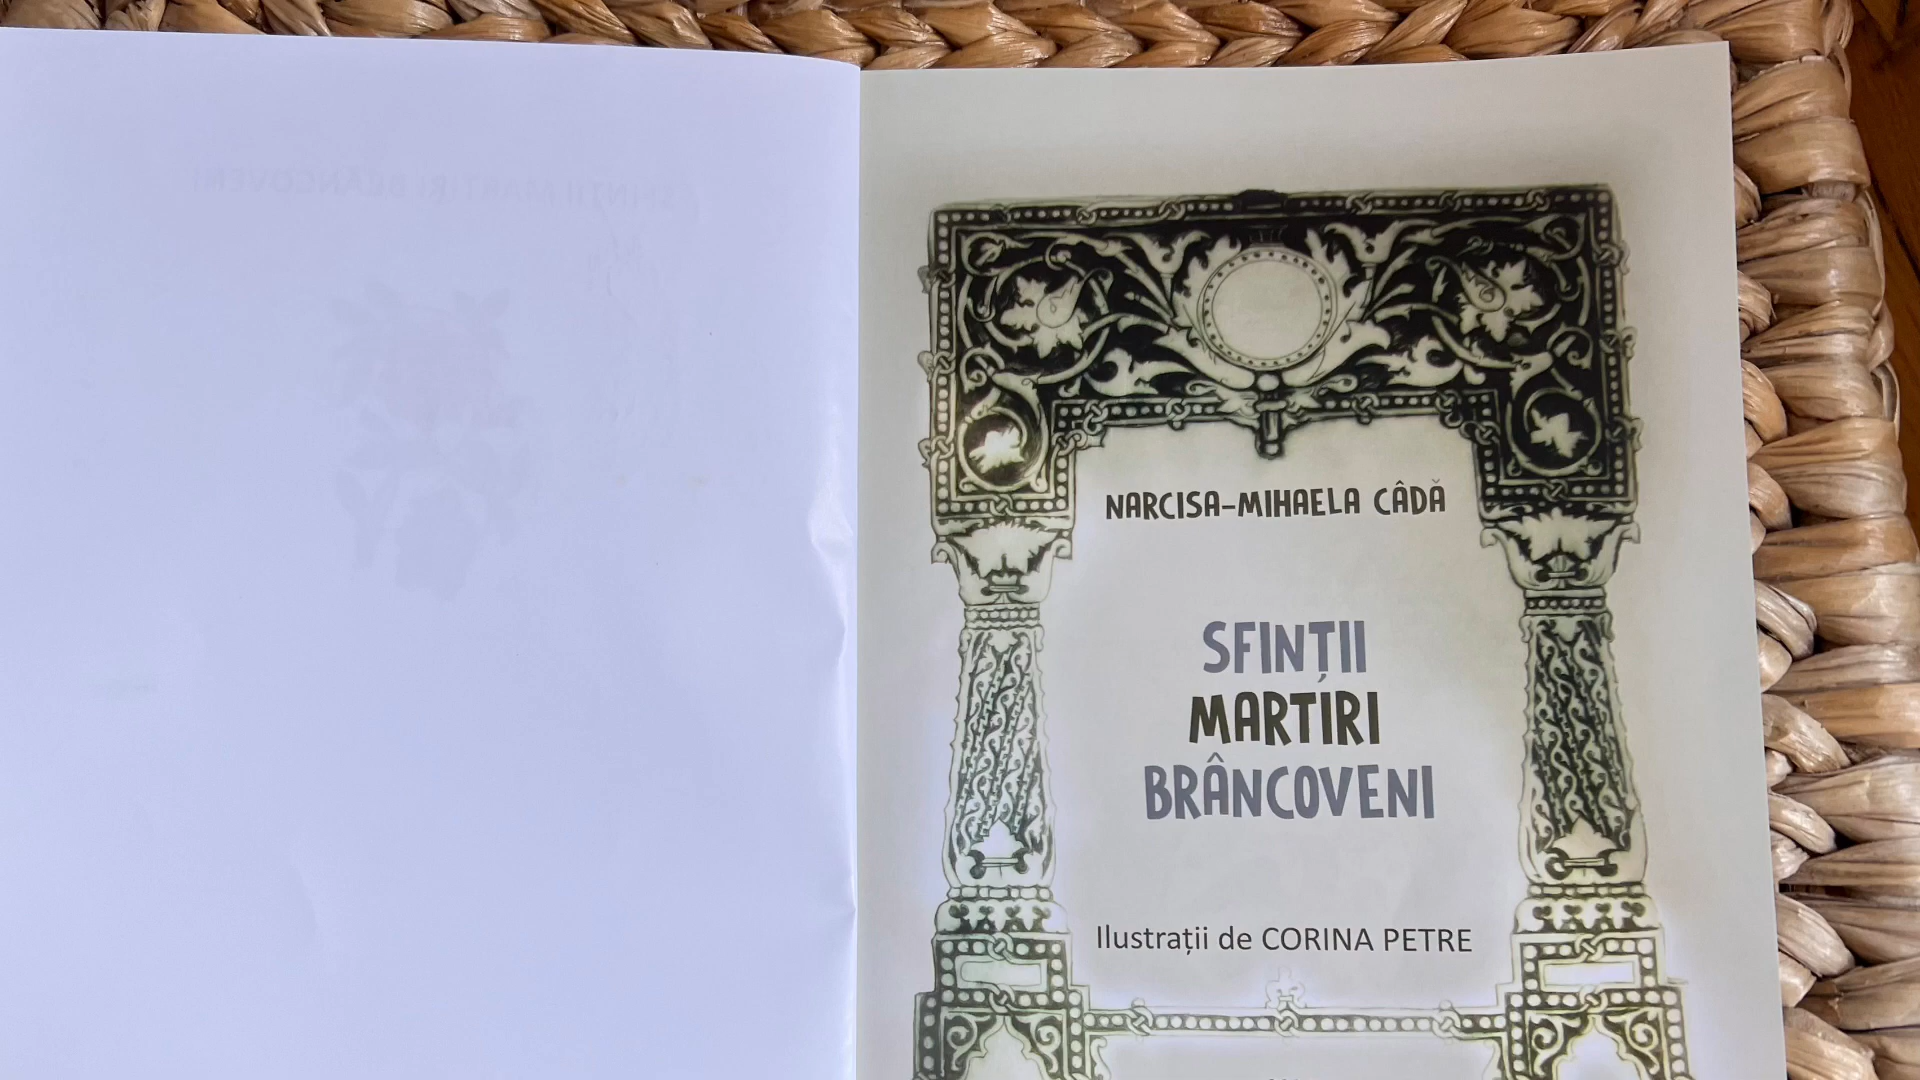 NARCISA-MIHAELA CÂDĂ
SFINȚII
MARTIRI
BRÂNCOVENI
Ilustrații de CORINA PETRE